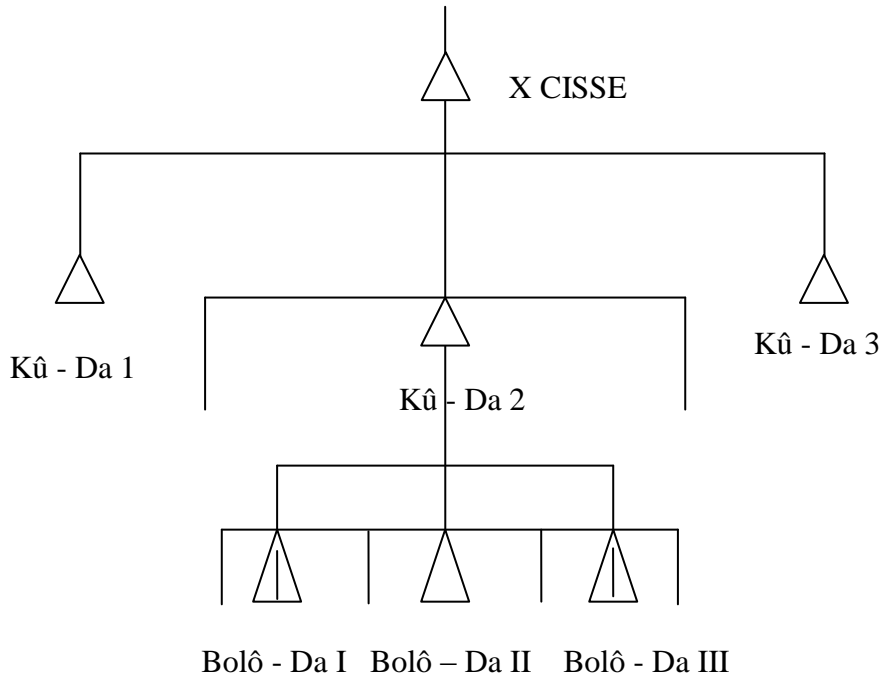 X CISSE
Kû - Da 1
Kû - Da 2
Kû - Da 3
Bolô - Da I
Bolô – Da II
Bolô - Da III